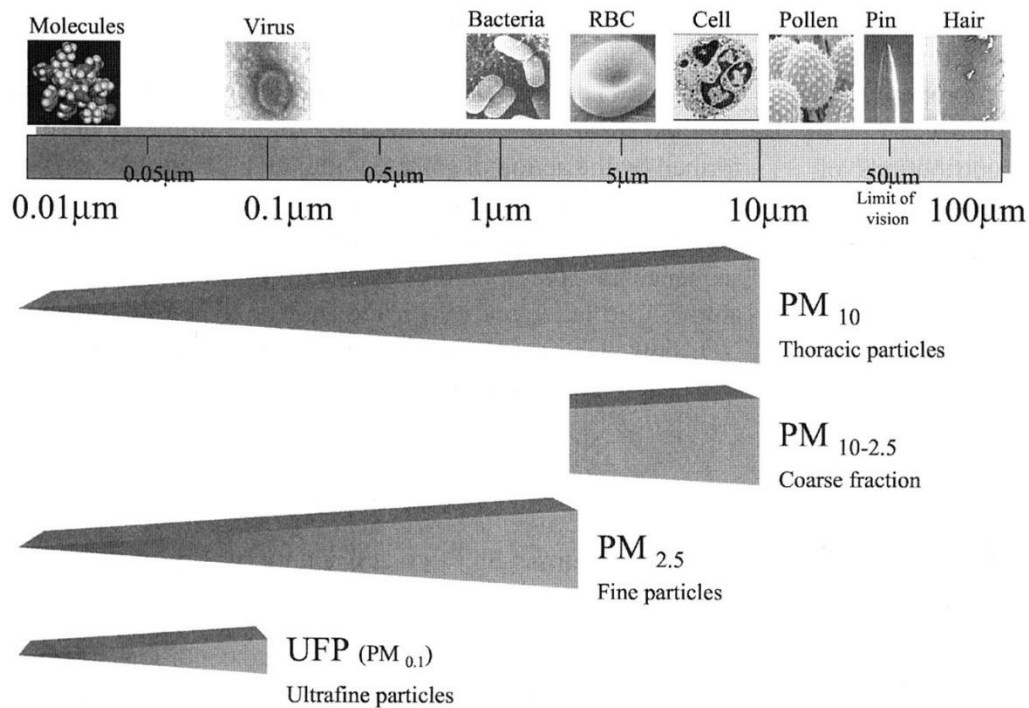 Molecules Virus Bacteria RBC Cell Pollen Pin Hair
0.05μm 0.5μm 5μm 50μm
0.01μm 0.1μm 1μm 10μm Limit of vision 100μm
PM 10
Thoracic particles
PM 10-2.5
Coarse fraction
PM 2.5
Fine particles
UFP (PM 0.1)
Ultrafine particles